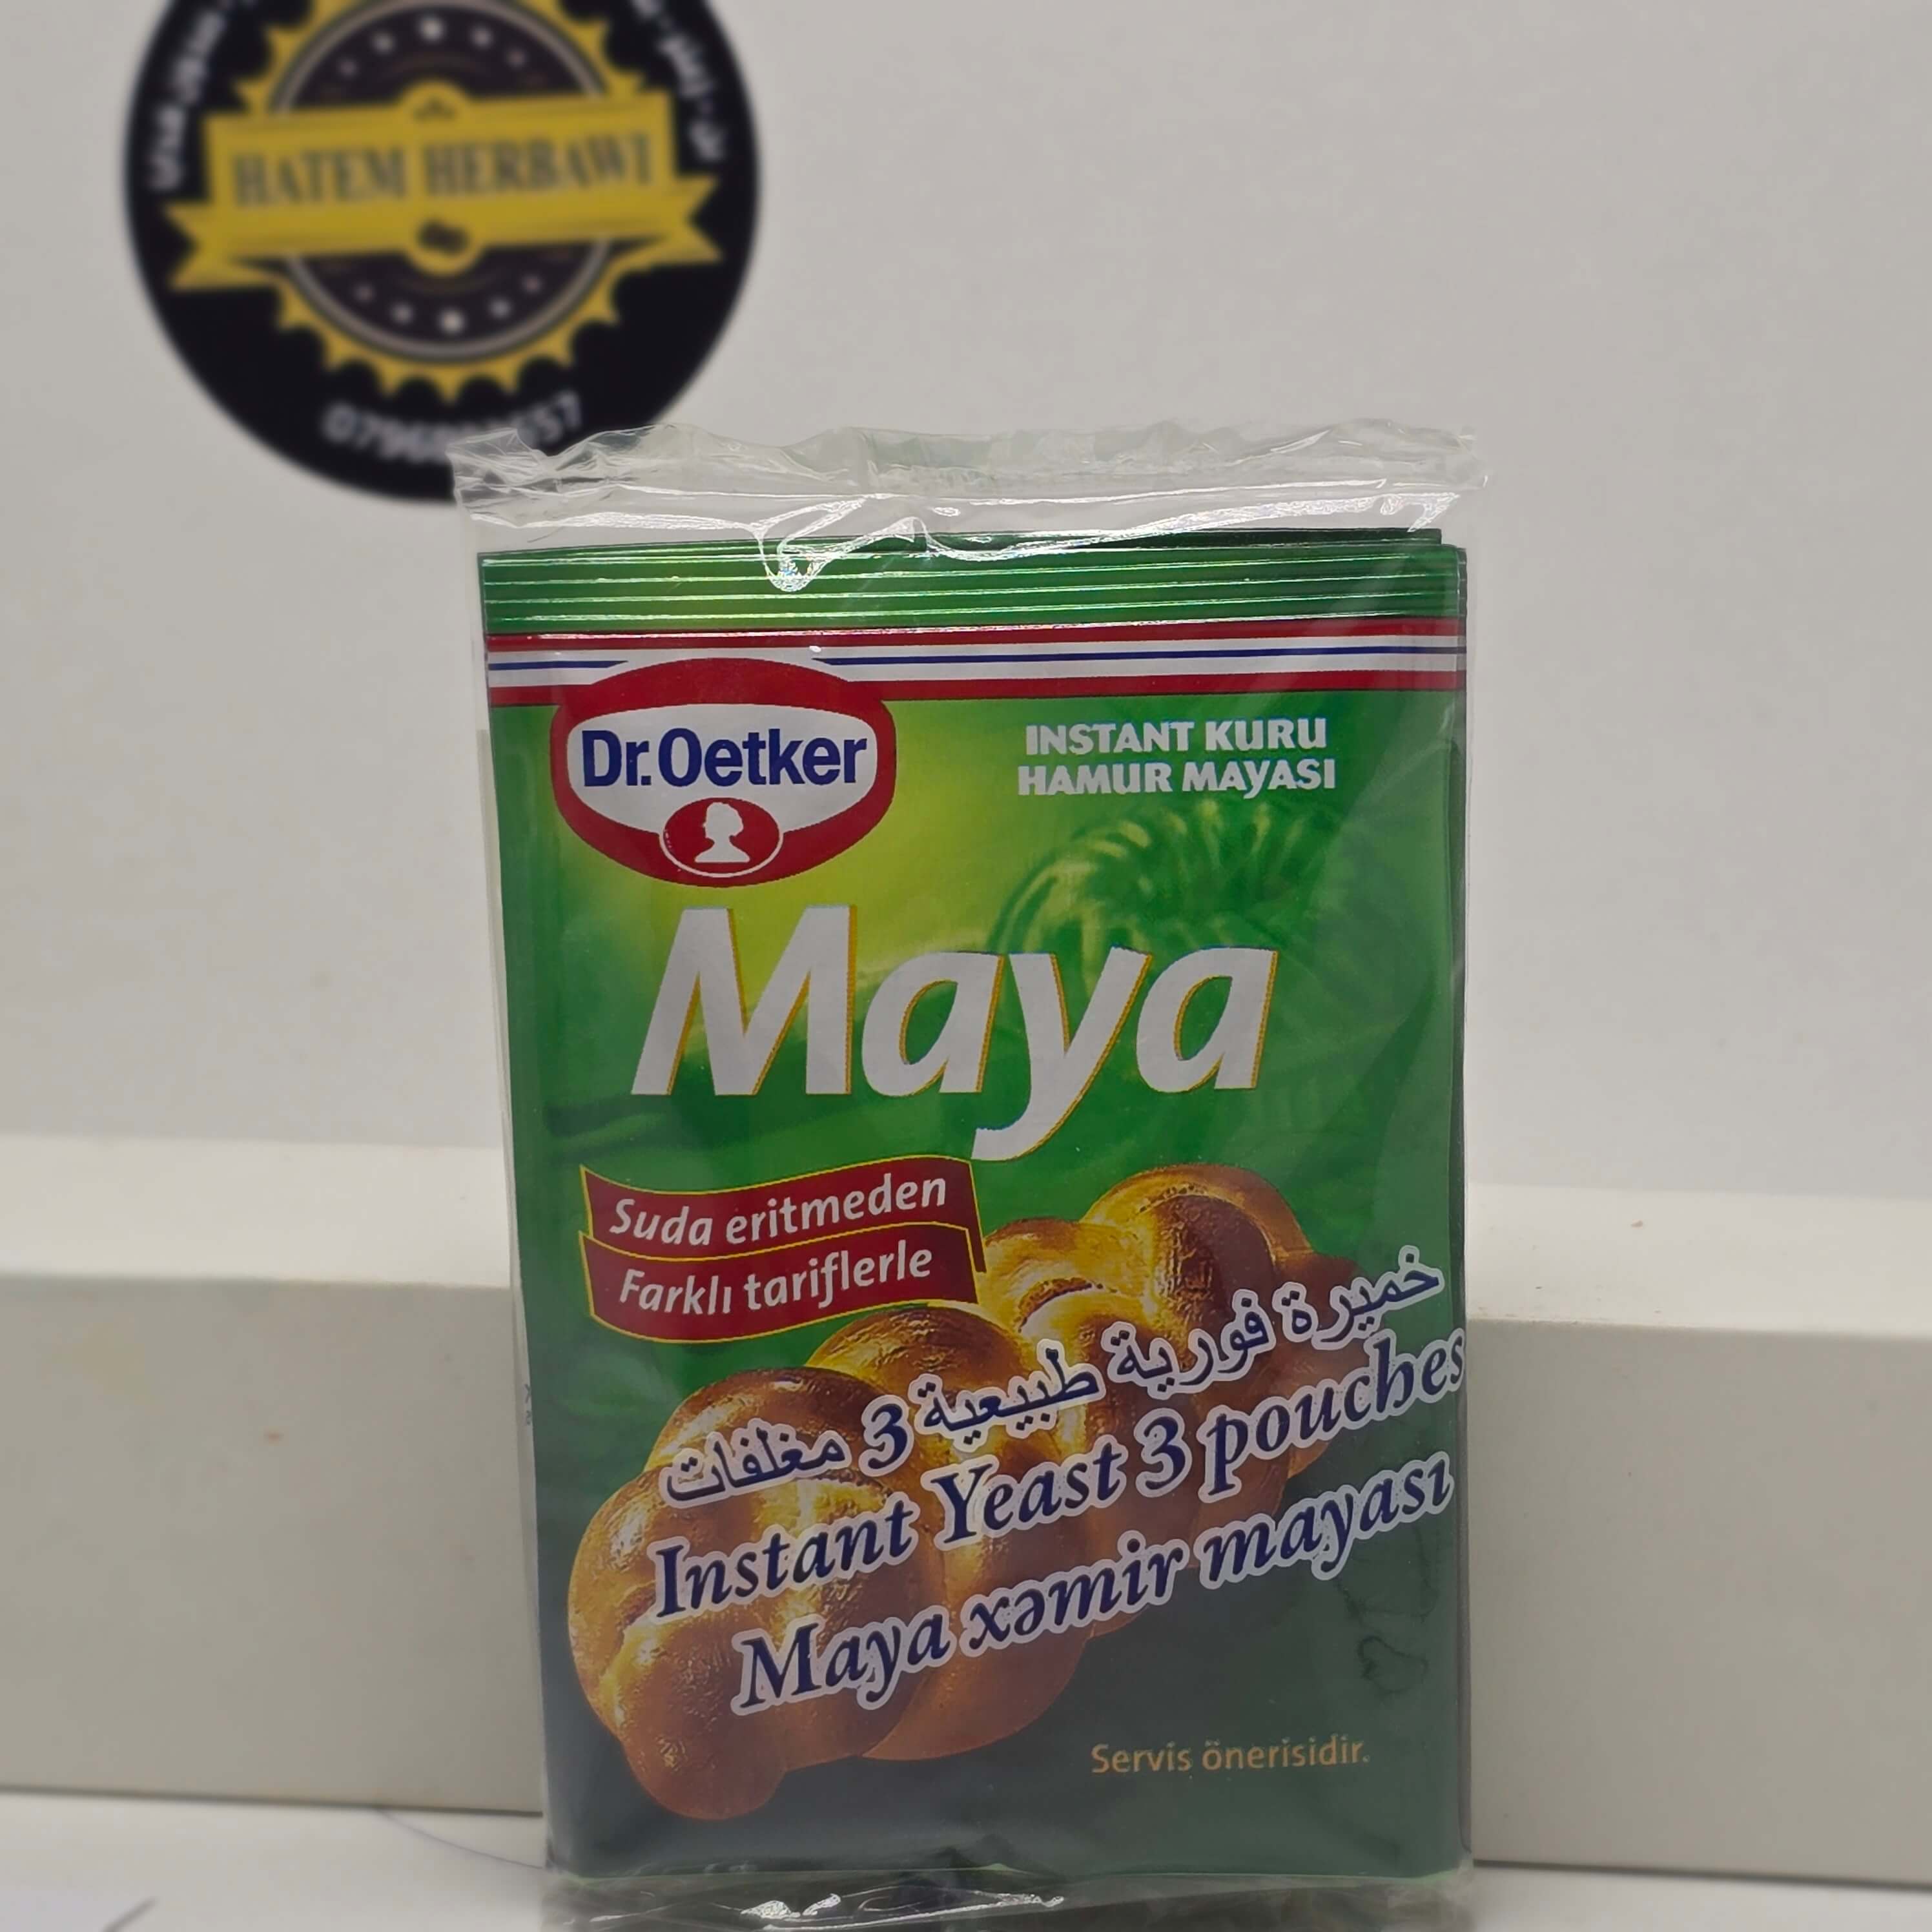 HATEM HERBAWI
Dr.Oetker
INSTANT KURU
HAMUR MAYASI
Maya
Suda eritmeden
Farklı tariflerle
خميرة فورية طبيعية 3 مغلفات
Instant Yeast 3 pouches
Maya xəmir mayası
Servis önerisidir.